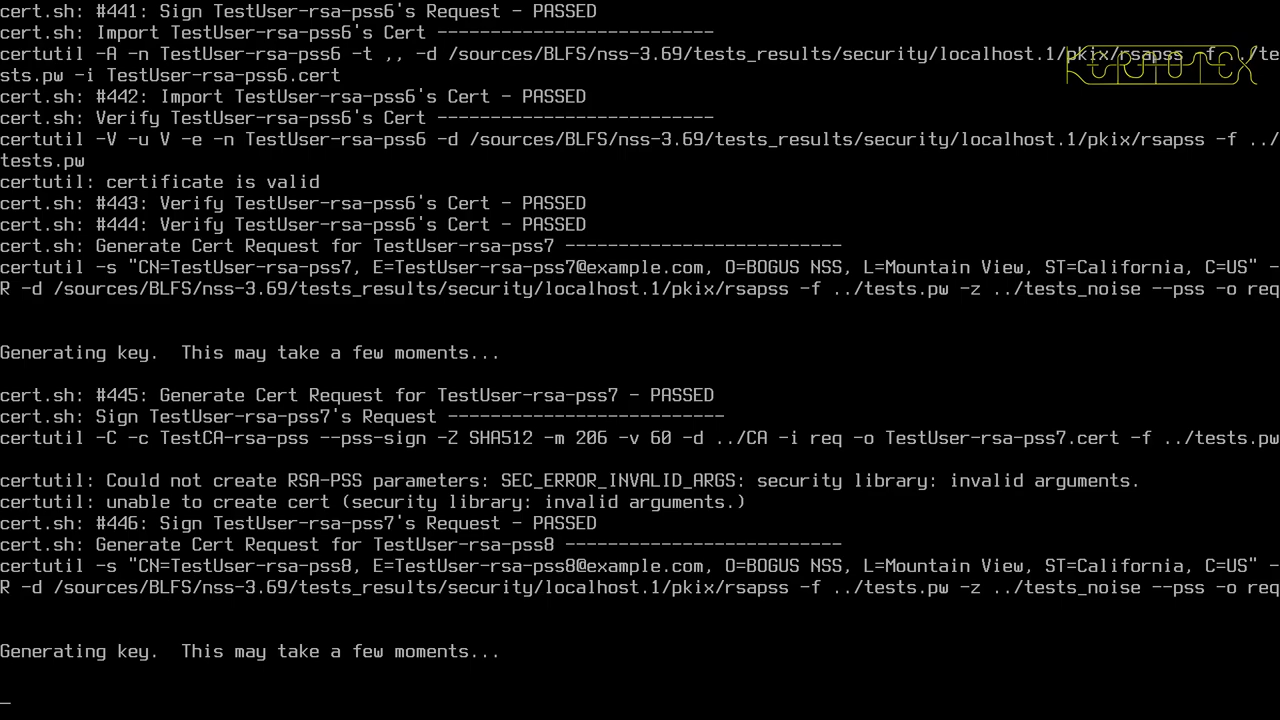 cert.sh: #441: Sign TestUser-rsa-pss6's Request - PASSED
cert.sh: Import TestUser-rsa-pss6's Cert --------------------------
certutil -A -n TestUser-rsa-pss6 -t ,, -d /sources/BLFS/nss-3.69/tests_results/security/localhost.1/pkix/rsapss -f ../te
sts.pw -i TestUser-rsa-pss6.cert
cert.sh: #442: Import TestUser-rsa-pss6's Cert - PASSED
cert.sh: Verify TestUser-rsa-pss6's Cert --------------------------
certutil -V -u V -e -n TestUser-rsa-pss6 -d /sources/BLFS/nss-3.69/tests_results/security/localhost.1/pkix/rsapss -f ../
tests.pw
certutil: certificate is valid
cert.sh: #443: Verify TestUser-rsa-pss6's Cert - PASSED
cert.sh: #444: Verify TestUser-rsa-pss6's Cert - PASSED
cert.sh: Generate Cert Request for TestUser-rsa-pss7 --------------------------
certutil -s "CN=TestUser-rsa-pss7, E=TestUser-rsa-pss7@example.com, O=BOGUS NSS, L=Mountain View, ST=California, C=US" -
R -d /sources/BLFS/nss-3.69/tests_results/security/localhost.1/pkix/rsapss -f ../tests.pw -z ../tests_noise --pss -o req
Generating key.  This may take a few moments...
cert.sh: #445: Generate Cert Request for TestUser-rsa-pss7 - PASSED
cert.sh: Sign TestUser-rsa-pss7's Request --------------------------
certutil -C -c TestCA-rsa-pss --pss-sign -Z SHA512 -m 206 -v 60 -d ../CA -i req -o TestUser-rsa-pss7.cert -f ../tests.pw
certutil: Could not create RSA-PSS parameters: SEC_ERROR_INVALID_ARGS: security library: invalid arguments.
certutil: unable to create cert (security library: invalid arguments.)
cert.sh: #446: Sign TestUser-rsa-pss7's Request - PASSED
cert.sh: Generate Cert Request for TestUser-rsa-pss8 --------------------------
certutil -s "CN=TestUser-rsa-pss8, E=TestUser-rsa-pss8@example.com, O=BOGUS NSS, L=Mountain View, ST=California, C=US" -
R -d /sources/BLFS/nss-3.69/tests_results/security/localhost.1/pkix/rsapss -f ../tests.pw -z ../tests_noise --pss -o req
Generating key.  This may take a few moments...